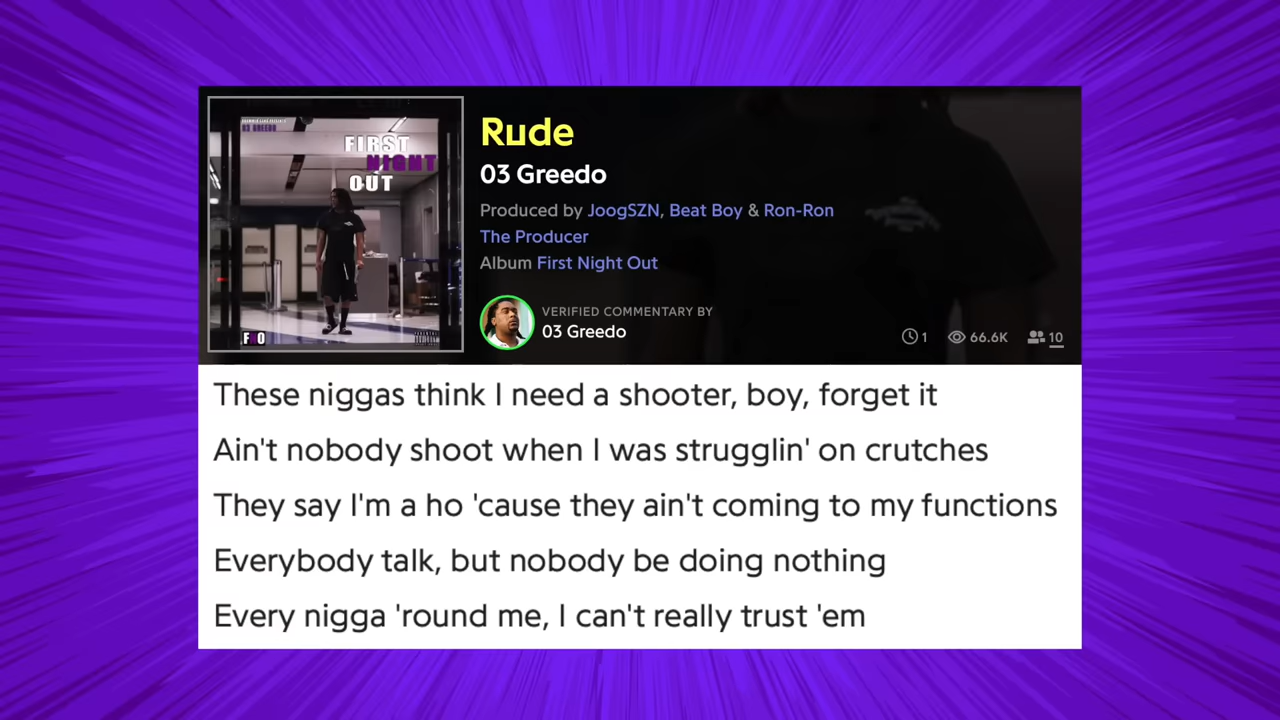 03 GREEDO
FIRST
NIGHT
OUT
FNO
Rude
03 Greedo
Produced by JoogSZN, Beat Boy & Ron-Ron
The Producer
Album First Night Out
VERIFIED COMMENTARY BY
03 Greedo
1 66.6K 10
These niggas think I need a shooter, boy, forget it
Ain't nobody shoot when I was strugglin' on crutches
They say I'm a ho 'cause they ain't coming to my functions
Everybody talk, but nobody be doing nothing
Every nigga 'round me, I can't really trust 'em